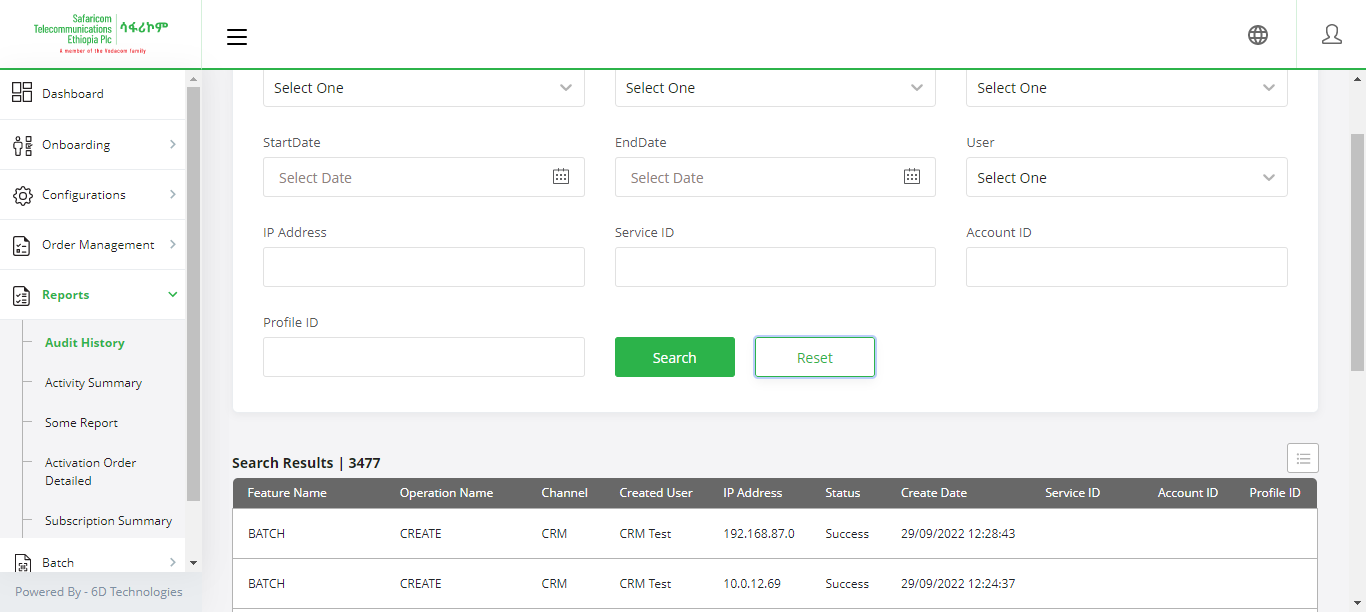 Safaricom
Telecommunications
Ethiopia Plc
ሳፋሪኮም
A member of the Vodacom family
Dashboard
Onboarding
Configurations
Order Management
Reports
Audit History
Activity Summary
Some Report
Activation Order
Detailed
Subscription Summary
Batch
Powered By - 6D Technologies
Select One Select One Select One
StartDate EndDate User
Select Date Select Date Select One
IP Address Service ID Account ID
Profile ID
Search Reset
Search Results | 3477
Feature Name Operation Name Channel Created User IP Address Status Create Date Service ID Account ID Profile ID
BATCH CREATE CRM CRM Test 192.168.87.0 Success 29/09/2022 12:28:43
BATCH CREATE CRM CRM Test 10.0.12.69 Success 29/09/2022 12:24:37